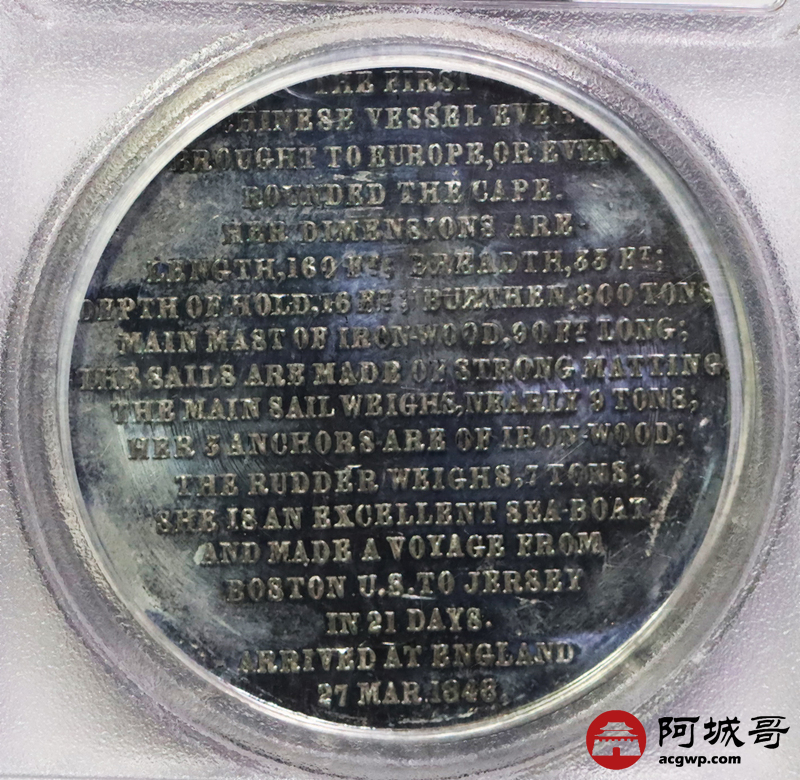 THE FIRST
CHINESE VESSEL EVER
BROUGHT TO EUROPE, OR EVEN
ROUNDED THE CAPE.
HER DIMENSIONS ARE
LENGTH, 160 FT; BREADTH, 33 FT;
DEPTH OF HOLD, 16 FT; BURTHEN, 800 TONS
MAIN MAST OF IRON-WOOD, 90 FT LONG;
THE SAILS ARE MADE OF STRONG MATTING
THE MAIN SAIL WEIGHS, NEARLY 9 TONS;
HER 3 ANCHORS ARE OF IRON-WOOD;
THE RUDDER WEIGHS, 7 TONS;
SHE IS AN EXCELLENT SEA-BOAT
AND MADE A VOYAGE FROM
BOSTON U.S. TO JERSEY
IN 21 DAYS.
ARRIVED AT ENGLAND
27 MAR. 1848
阿城哥
acgwp.com